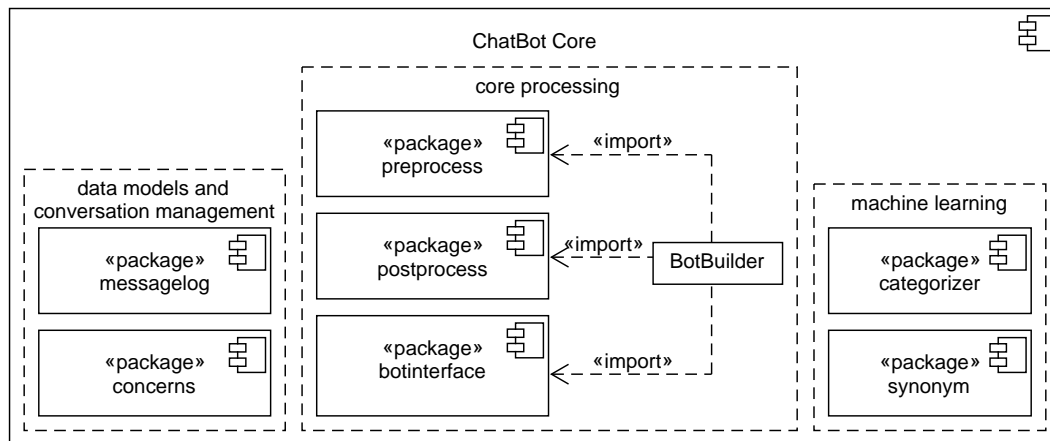 ChatBot Core
core processing
«package»
preprocess
«import»
«package»
postprocess
«import»
BotBuilder
«package»
botinterface
«import»
data models and
conversation management
«package»
messagelog
«package»
concerns
machine learning
«package»
categorizer
«package»
synonym